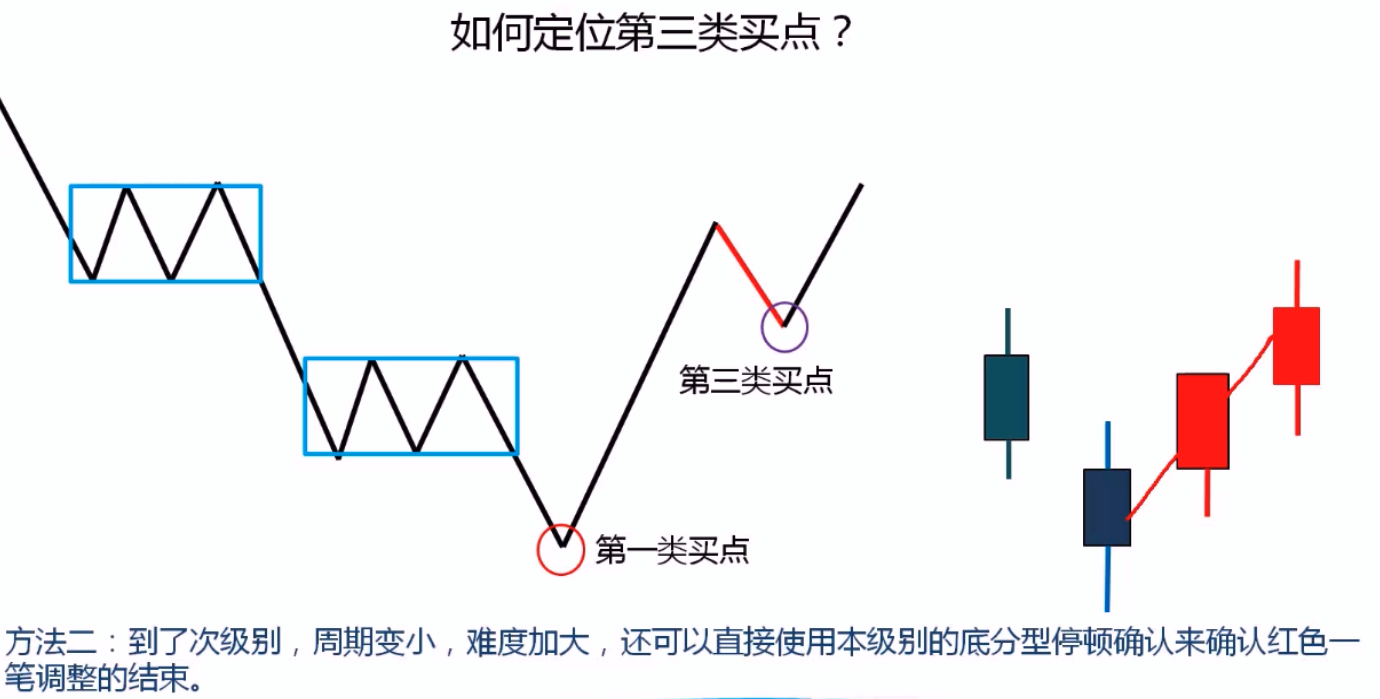 如何定位第三类买点？
第三类买点
第一类买点
方法二：到了次级别，周期变小，难度加大，还可以直接使用本级别的底分型停顿确认来确认红色一
笔调整的结束。